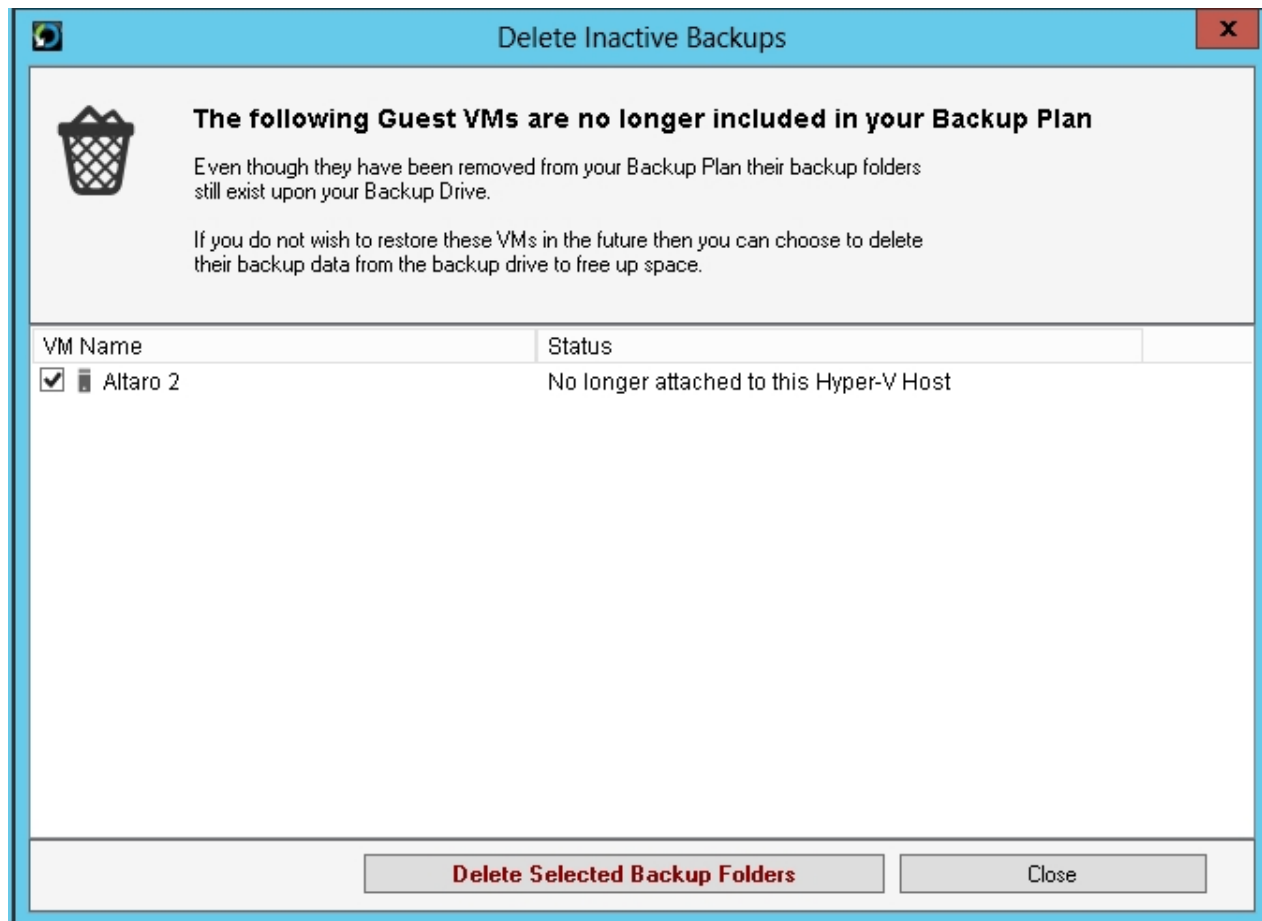 Delete Inactive Backups
x
The following Guest VMs are no longer included in your Backup Plan
Even though they have been removed from your Backup Plan their backup folders
still exist upon your Backup Drive.
If you do not wish to restore these VMs in the future then you can choose to delete
their backup data from the backup drive to free up space.
VM Name Status
Altaro 2 No longer attached to this Hyper-V Host
Delete Selected Backup Folders Close